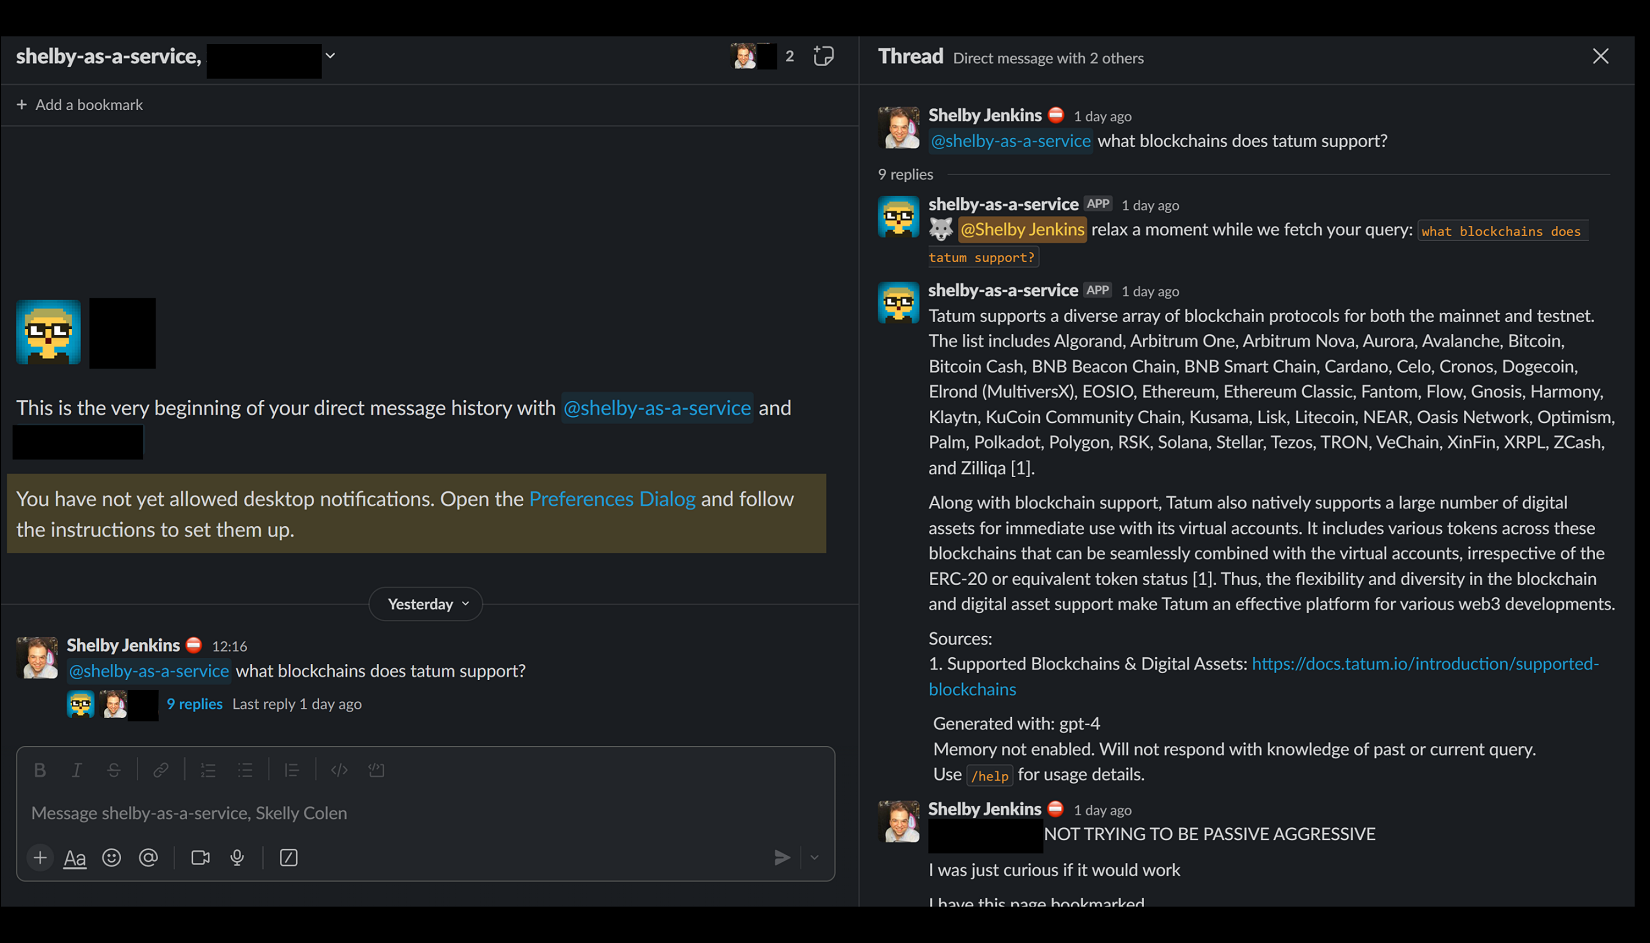 shelby-as-a-service,
2
+ Add a bookmark
This is the very beginning of your direct message history with @shelby-as-a-service and
You have not yet allowed desktop notifications. Open the Preferences Dialog and follow
the instructions to set them up.
Yesterday
Shelby Jenkins 12:16
@shelby-as-a-service what blockchains does tatum support?
9 replies Last reply 1 day ago
B I S
Message shelby-as-a-service, Skelly Colen
+ Aa
Thread Direct message with 2 others
Shelby Jenkins 1 day ago
@shelby-as-a-service what blockchains does tatum support?
9 replies
shelby-as-a-service APP 1 day ago
@Shelby Jenkins relax a moment while we fetch your query: what blockchains does
tatum support?
shelby-as-a-service APP 1 day ago
Tatum supports a diverse array of blockchain protocols for both the mainnet and testnet.
The list includes Algorand, Arbitrum One, Arbitrum Nova, Aurora, Avalanche, Bitcoin,
Bitcoin Cash, BNB Beacon Chain, BNB Smart Chain, Cardano, Celo, Cronos, Dogecoin,
Elrond (MultiversX), EOSIO, Ethereum, Ethereum Classic, Fantom, Flow, Gnosis, Harmony,
Klaytn, KuCoin Community Chain, Kusama, Lisk, Litecoin, NEAR, Oasis Network, Optimism,
Palm, Polkadot, Polygon, RSK, Solana, Stellar, Tezos, TRON, VeChain, XinFin, XRPL, ZCash,
and Zilliqa [1].
Along with blockchain support, Tatum also natively supports a large number of digital
assets for immediate use with its virtual accounts. It includes various tokens across these
blockchains that can be seamlessly combined with the virtual accounts, irrespective of the
ERC-20 or equivalent token status [1]. Thus, the flexibility and diversity in the blockchain
and digital asset support make Tatum an effective platform for various web3 developments.
Sources:
1. Supported Blockchains & Digital Assets: https://docs.tatum.io/introduction/supported-
blockchains
Generated with: gpt-4
Memory not enabled. Will not respond with knowledge of past or current query.
Use /help for usage details.
Shelby Jenkins 1 day ago
NOT TRYING TO BE PASSIVE AGGRESSIVE
I was just curious if it would work
I have this page bookmarked